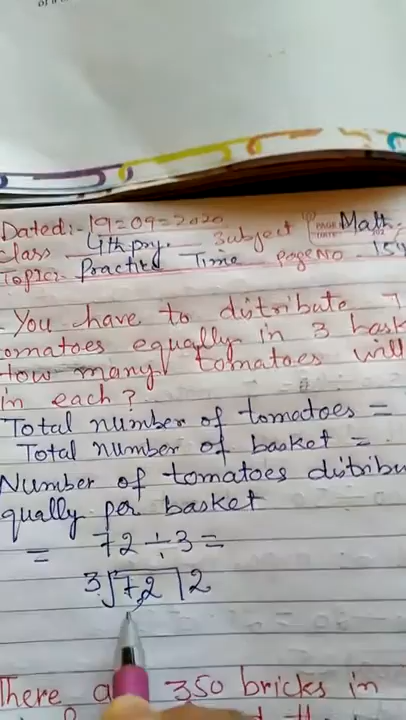 Dated:- 19=09=2020
Class 4th pry. Subject Math
Topic:- Practice Time Page No 154
You have to distribute 7
tomatoes equally in 3 bask
How many tomatoes will
in each?
Total number of tomatoes =
Total number of basket =
Number of tomatoes distribu
qually per basket
= 72÷3=
3 72 2
There a 350 bricks in